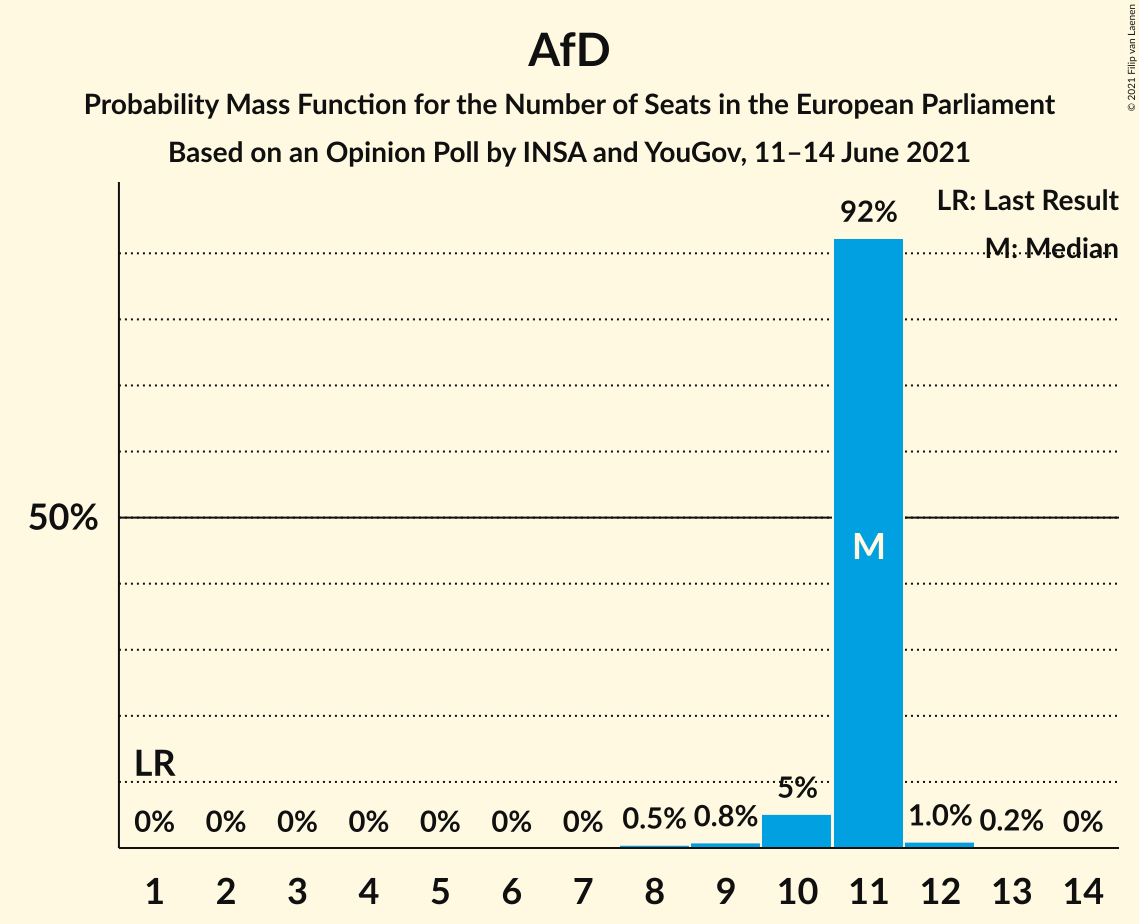 AfD
Probability Mass Function for the Number of Seats in the European Parliament
Based on an Opinion Poll by INSA and YouGov, 11–14 June 2021
© 2021 Filip van Laenen
LR: Last Result
M: Median
92%
50%
M
LR
0% 0% 0% 0% 0% 0% 0% 0.5% 0.8% 5% 1.0% 0.2% 0%
1 2 3 4 5 6 7 8 9 10 11 12 13 14